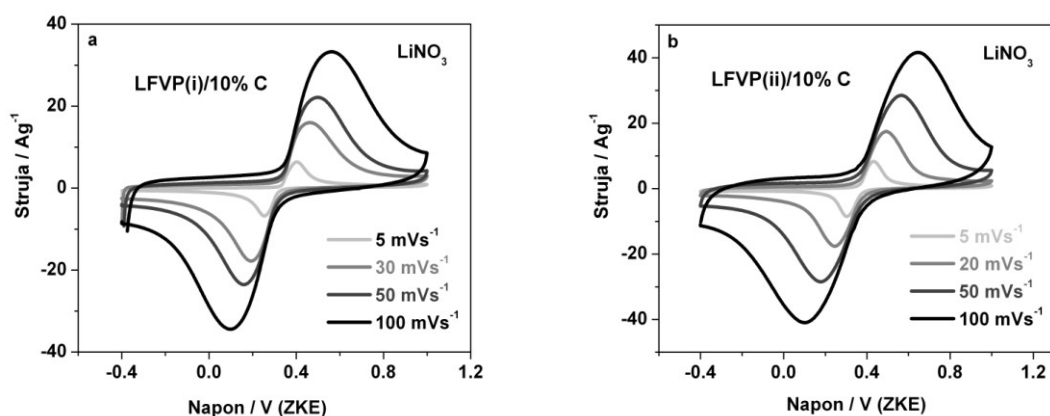 a
LiNO₃
LFVP(i)/10% C
Struja / Ag⁻¹
40
20
0
-20
-40
5 mVs⁻¹
30 mVs⁻¹
50 mVs⁻¹
100 mVs⁻¹
-0.4 0.0 0.4 0.8 1.2
Napon / V (ZKE)
b
LiNO₃
LFVP(ii)/10% C
Struja / Ag⁻¹
40
20
0
-20
-40
5 mVs⁻¹
20 mVs⁻¹
50 mVs⁻¹
100 mVs⁻¹
-0.4 0.0 0.4 0.8 1.2
Napon / V (ZKE)